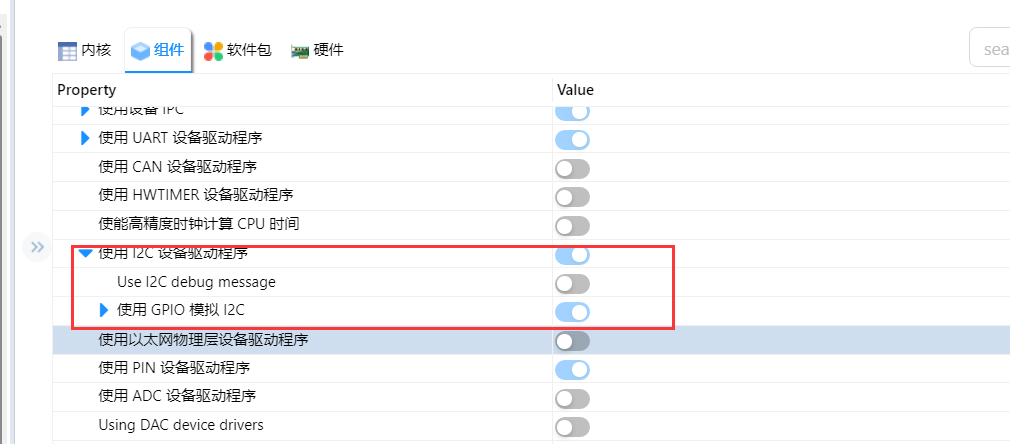 内核 组件 软件包 硬件 sea
Property Value
使用设备 IPC
使用 UART 设备驱动程序
使用 CAN 设备驱动程序
使用 HWTIMER 设备驱动程序
使能高精度时钟计算 CPU 时间
使用 I2C 设备驱动程序
Use I2C debug message
使用 GPIO 模拟 I2C
使用以太网物理层设备驱动程序
使用 PIN 设备驱动程序
使用 ADC 设备驱动程序
Using DAC device drivers